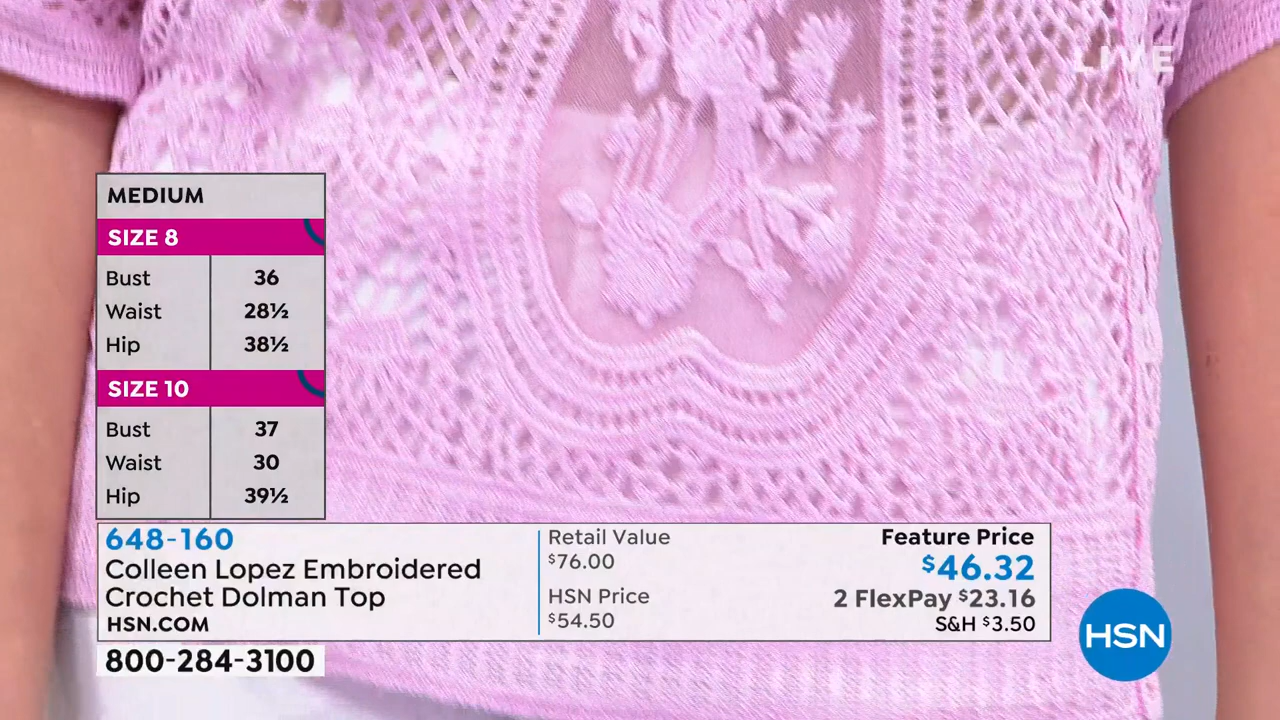 LIVE
MEDIUM
SIZE 8
Bust 36
Waist 28½
Hip 38½
SIZE 10
Bust 37
Waist 30
Hip 39½
648-160
Colleen Lopez Embroidered
Crochet Dolman Top
HSN.COM
Retail Value
$76.00
HSN Price
$54.50
Feature Price
$46.32
2 FlexPay $23.16
S&H $3.50
800-284-3100
HSN